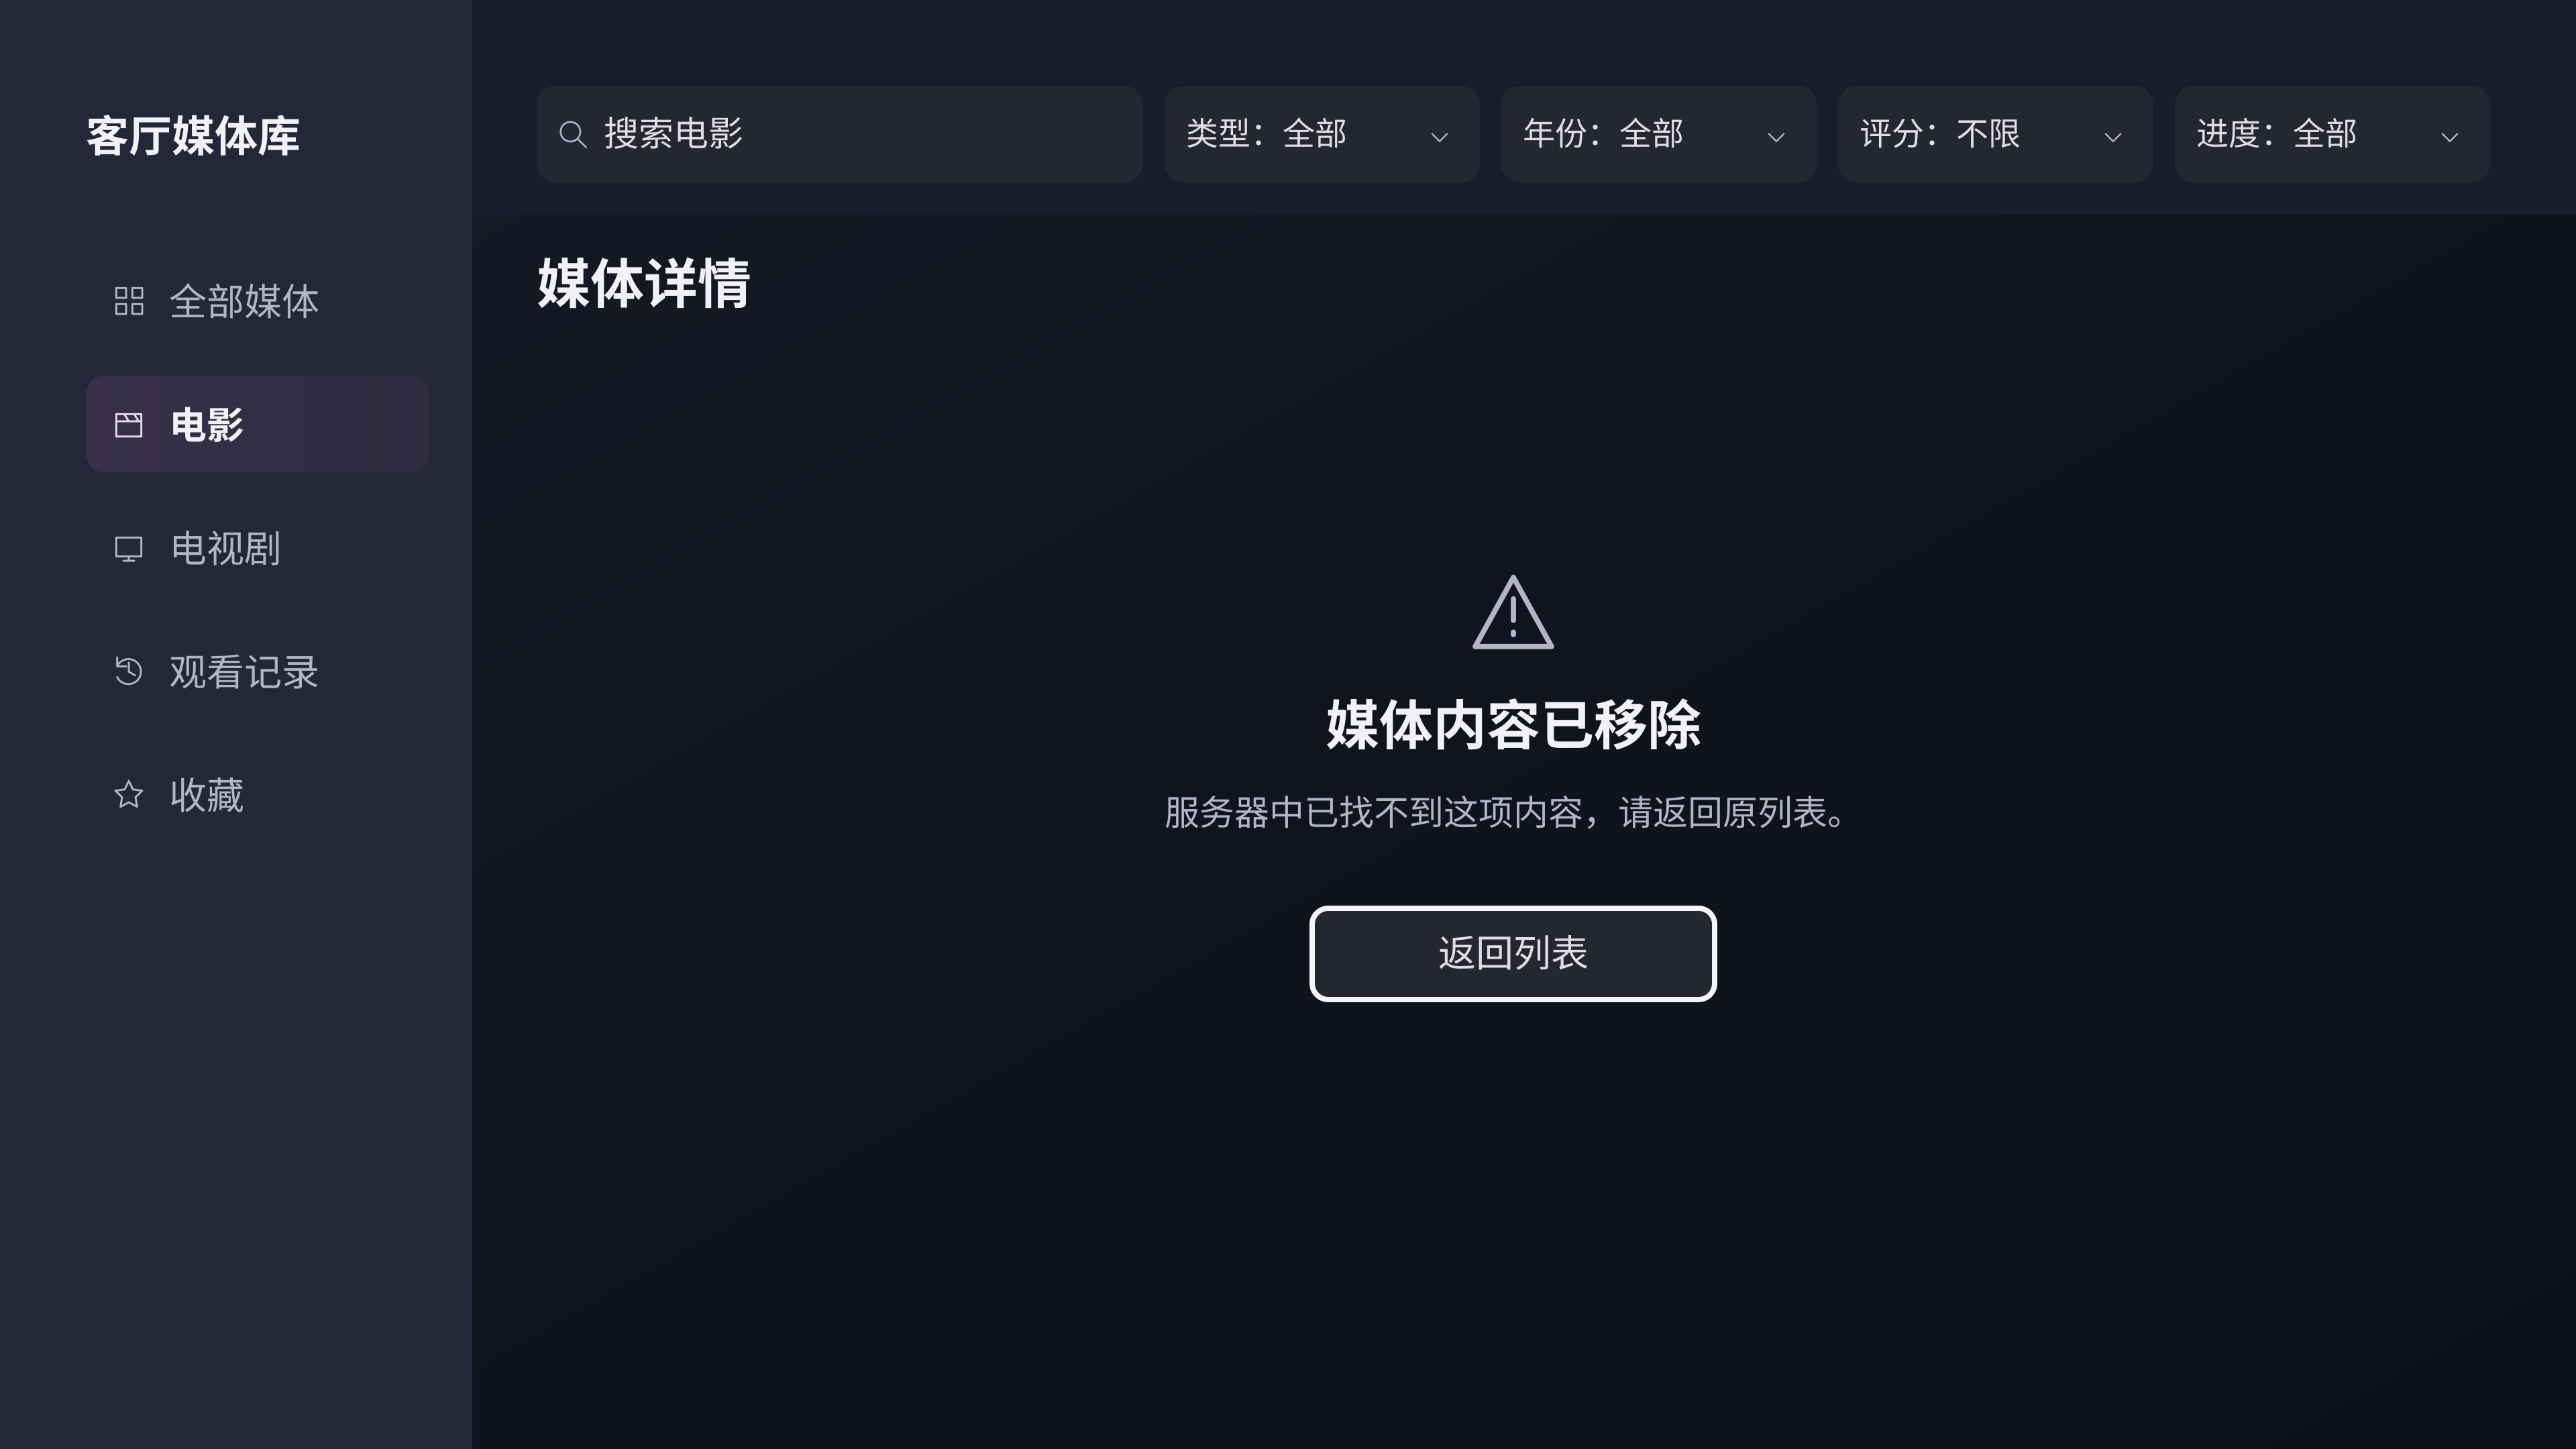 客厅媒体库
全部媒体
电影
电视剧
观看记录
收藏
搜索电影
类型：全部
年份：全部
评分：不限
进度：全部
媒体详情
媒体内容已移除
服务器中已找不到这项内容，请返回原列表。
返回列表